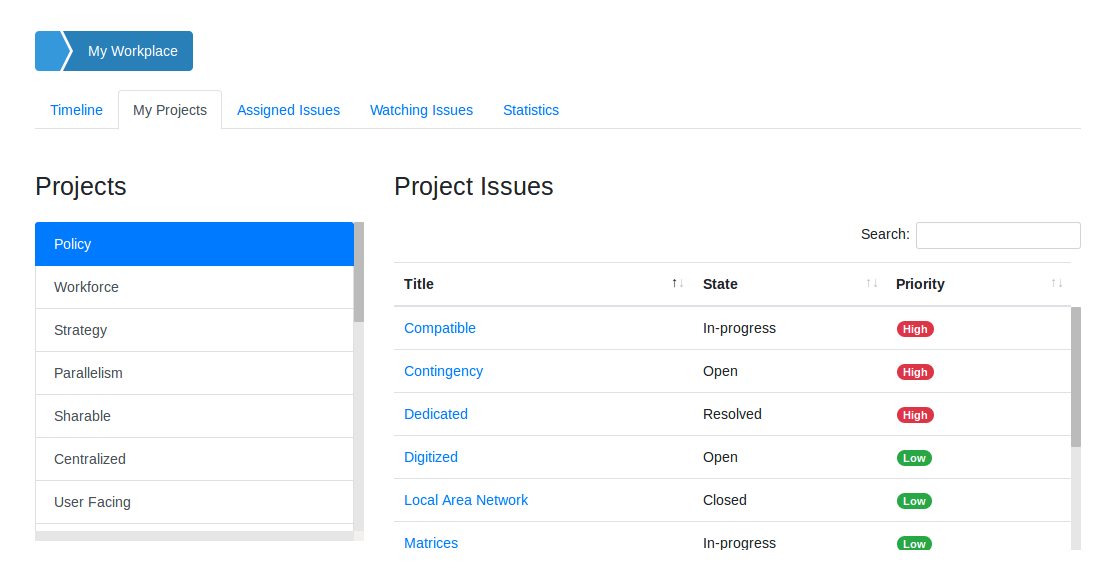 My Workplace
Timeline My Projects Assigned Issues Watching Issues Statistics
Projects
Policy
Workforce
Strategy
Parallelism
Sharable
Centralized
User Facing
Project Issues
Search:
Title ↑↓ State ↑↓ Priority ↑↓
Compatible In-progress High
Contingency Open High
Dedicated Resolved High
Digitized Open Low
Local Area Network Closed Low
Matrices In-progress Low